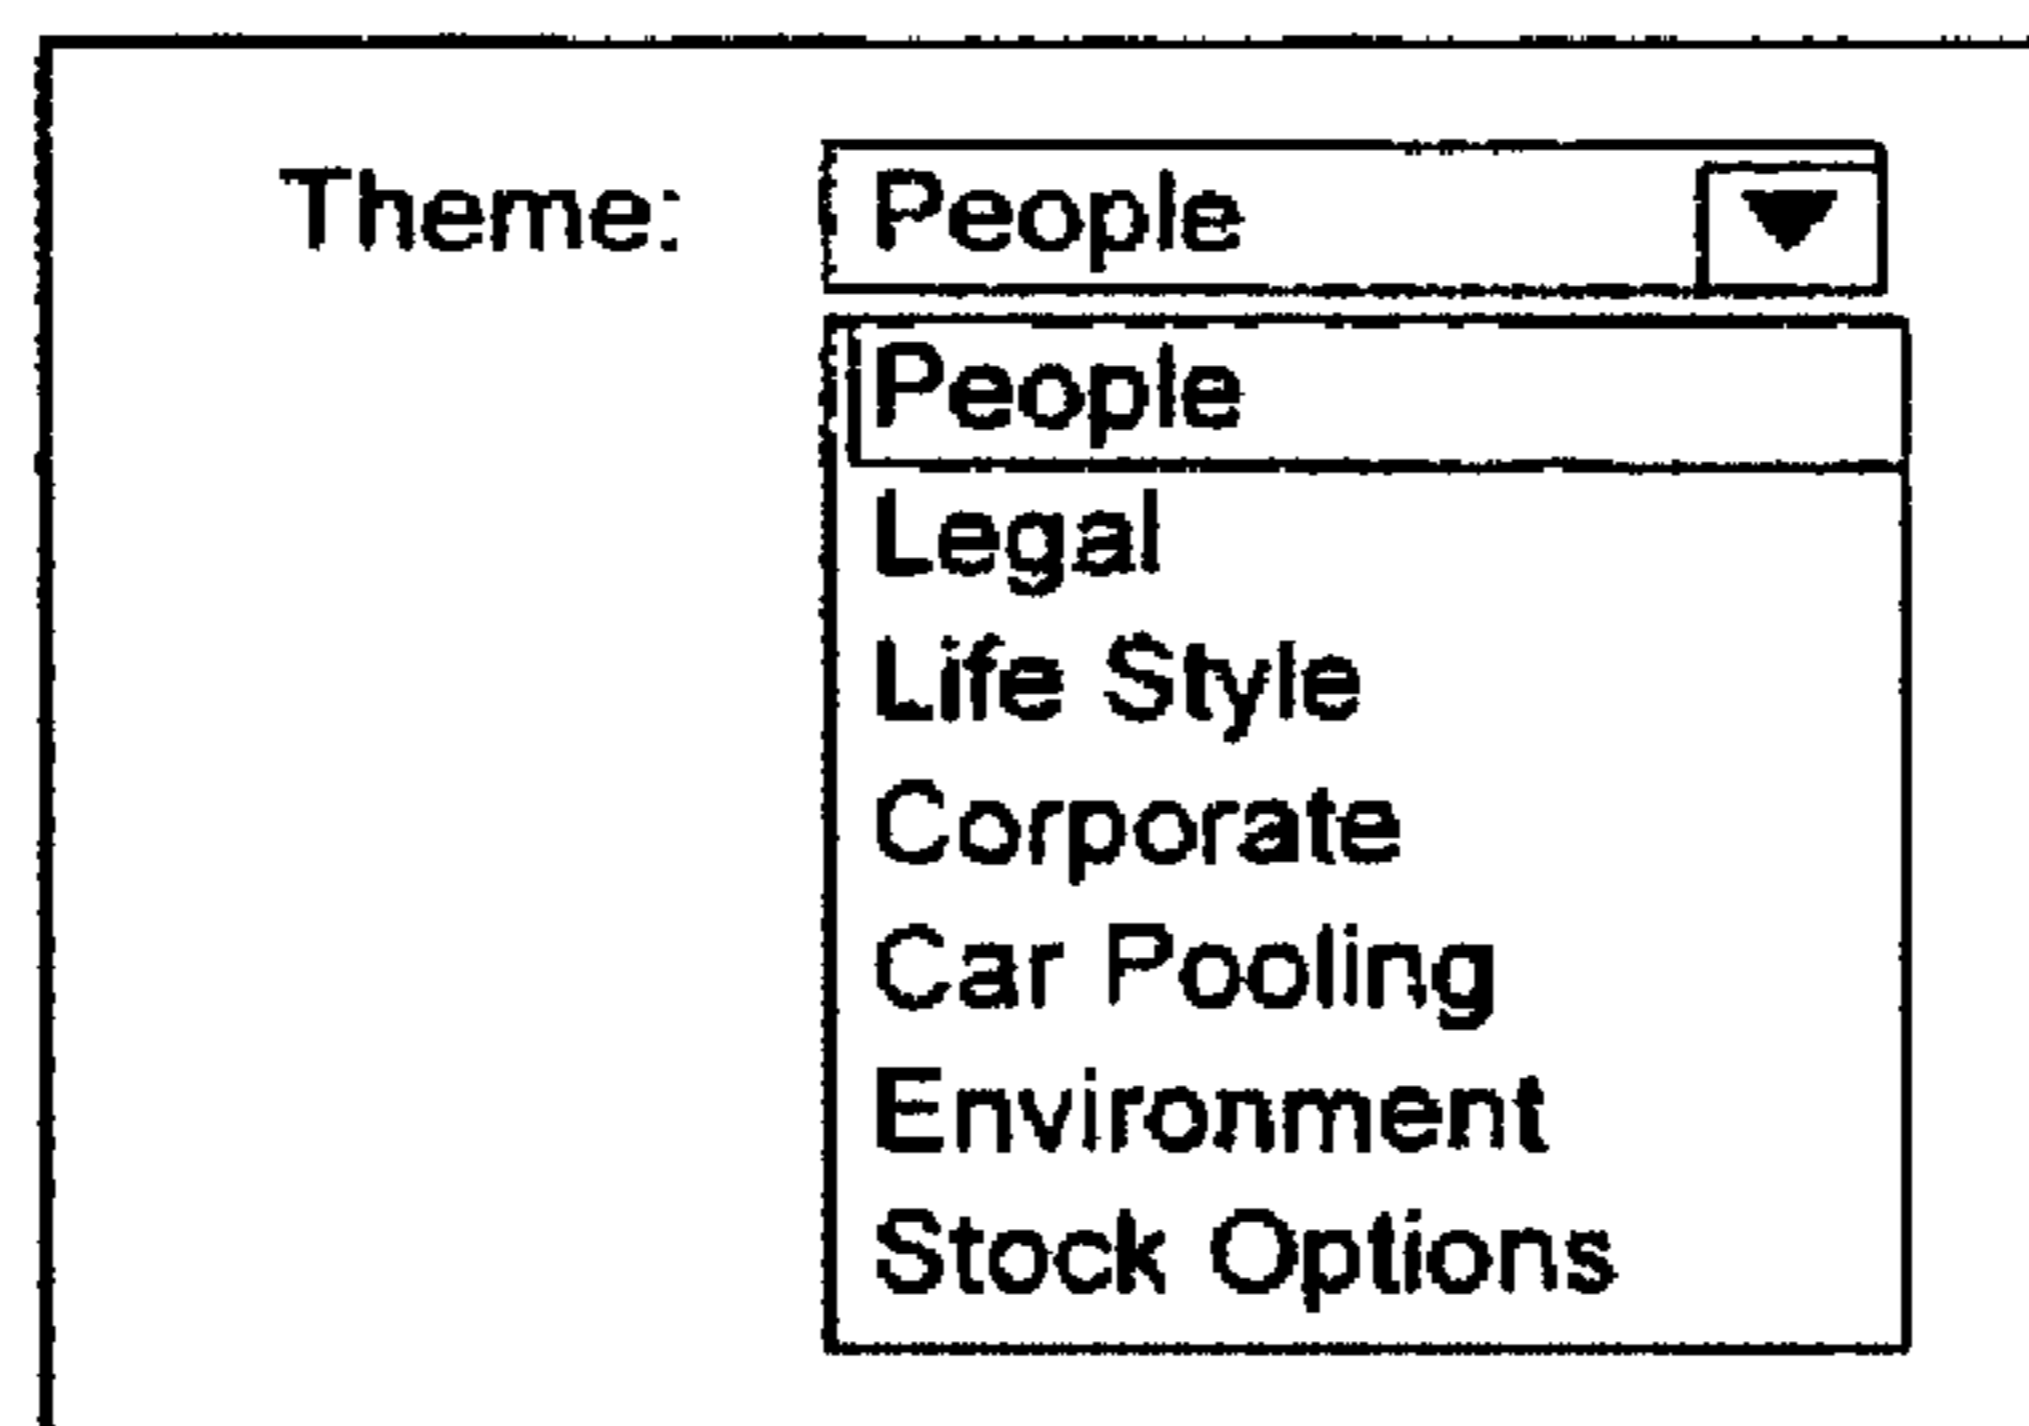 Theme: People
People
Legal
Life Style
Corporate
Car Pooling
Environment
Stock Options